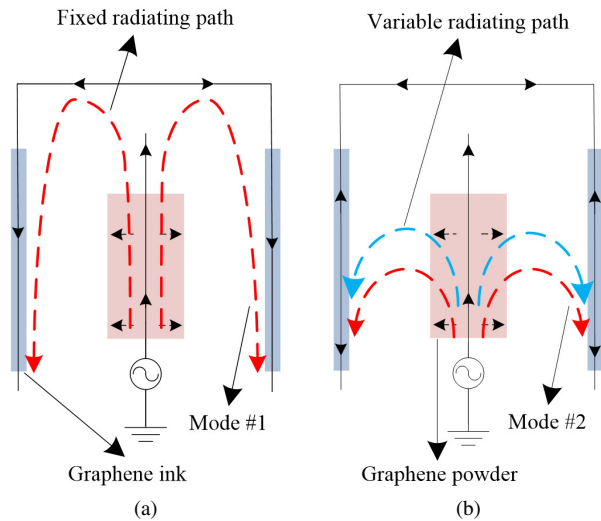 Fixed radiating path
Variable radiating path
Mode #1
Mode #2
Graphene ink
Graphene powder
(a)
(b)